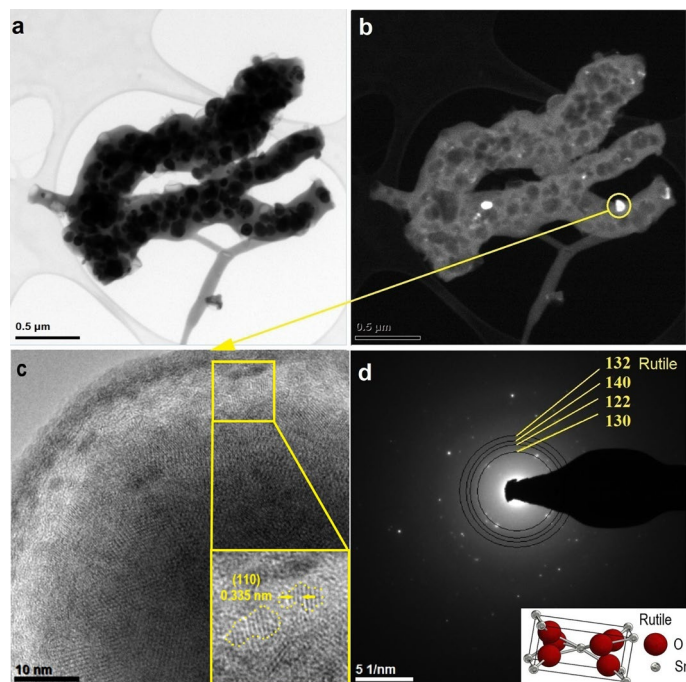 a
b
0.5 µm
0.5 µm
c
(110)
0.335 nm
10 nm
d
132 Rutile
140
122
130
5 1/nm
Rutile
O
Sn